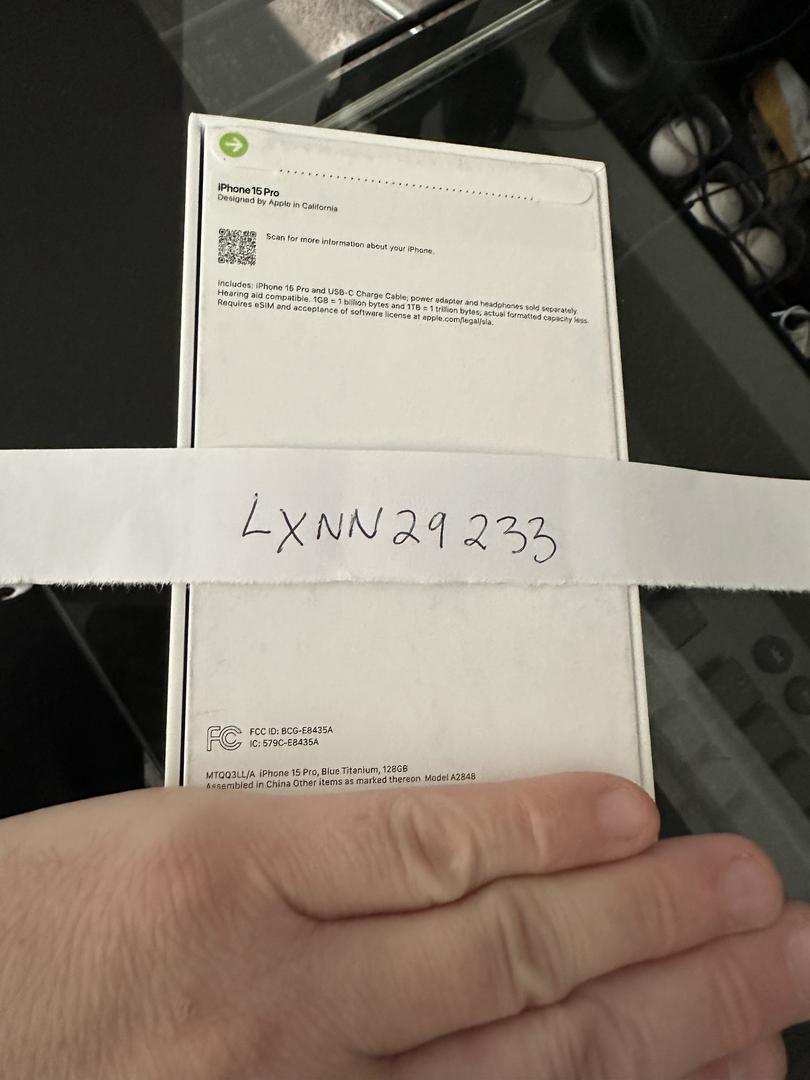 iPhone 15 Pro
Designed by Apple in California
Scan for more information about your iPhone.
Includes: iPhone 15 Pro and USB-C Charge Cable; power adapter and headphones sold separately.
Hearing aid compatible. 1GB = 1 billion bytes and 1TB = 1 trillion bytes; actual formatted capacity less.
Requires eSIM and acceptance of software license at apple.com/legal/sla.
LXNN29233
FC FCC ID: BCG-E8435A
IC: 579C-E8435A
MTQQ3LL/A iPhone 15 Pro, Blue Titanium, 128GB
Assembled in China Other items as marked thereon Model A2848